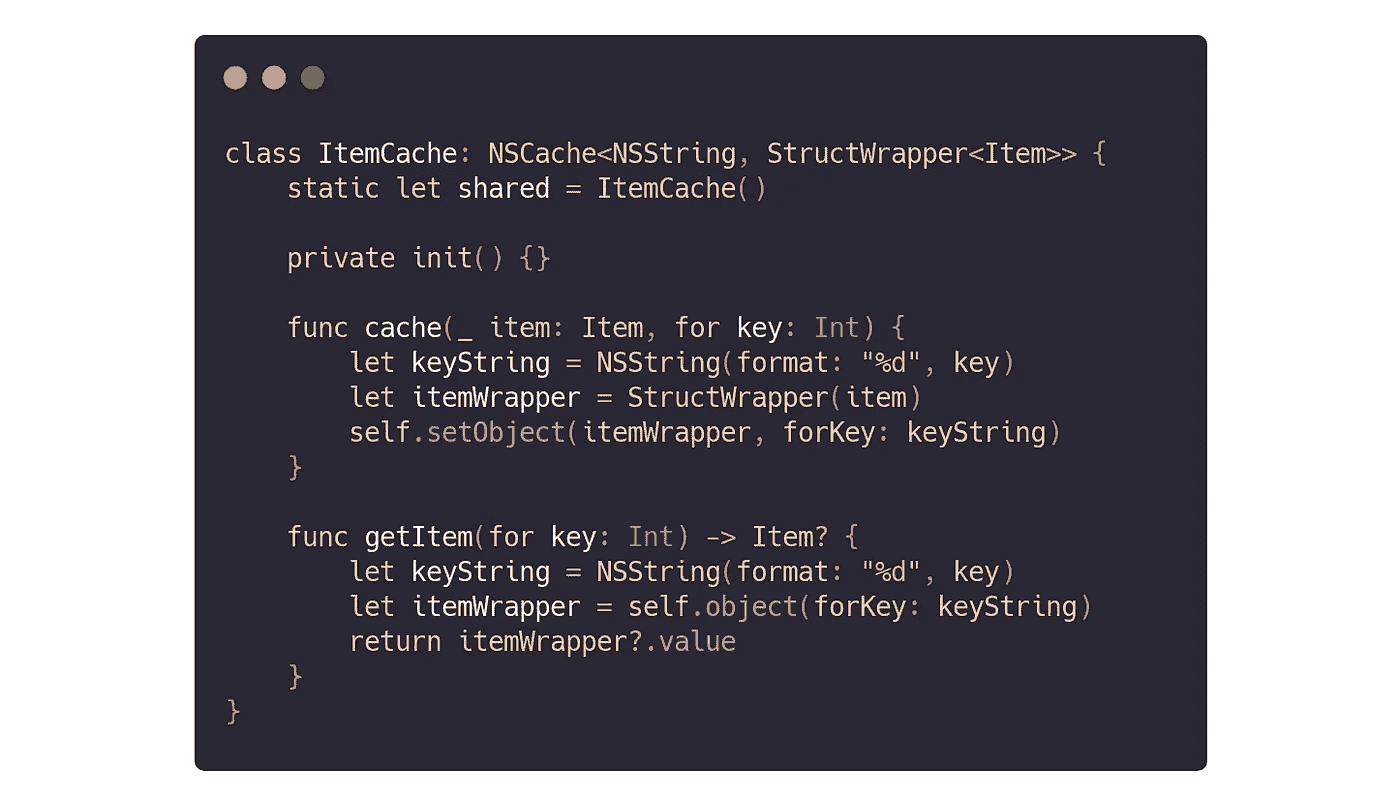 class ItemCache: NSCache<NSString, StructWrapper<Item>> {
    static let shared = ItemCache()
    private init() {}
    func cache(_ item: Item, for key: Int) {
        let keyString = NSString(format: "%d", key)
        let itemWrapper = StructWrapper(item)
        self.setObject(itemWrapper, forKey: keyString)
    }
    func getItem(for key: Int) -> Item? {
        let keyString = NSString(format: "%d", key)
        let itemWrapper = self.object(forKey: keyString)
        return itemWrapper?.value
    }
}